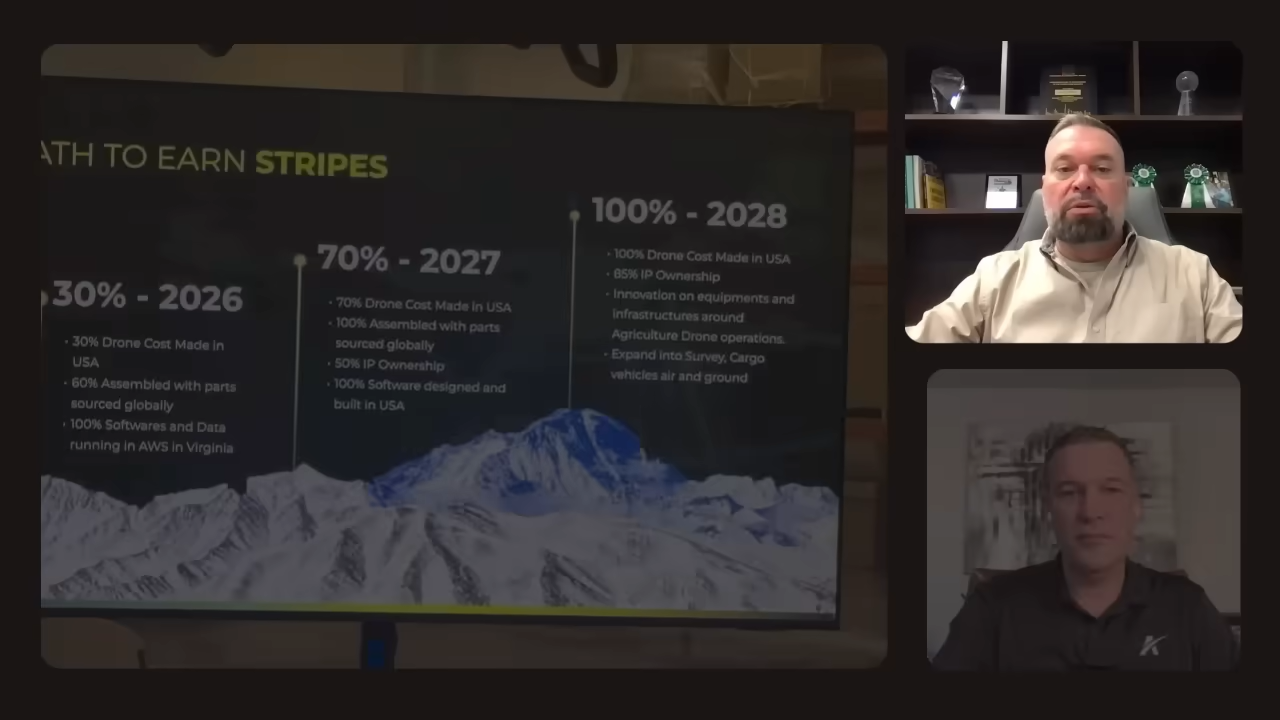 ATH TO EARN STRIPES
30% - 2026
• 30% Drone Cost Made in
USA
• 60% Assembled with parts
sourced globally
• 100% Softwares and Data
running in AWS in Virginia
70% - 2027
• 70% Drone Cost Made in USA
• 100% Assembled with parts
sourced globally
• 50% IP Ownership
• 100% Software designed and
built in USA
100% - 2028
• 100% Drone Cost Made in USA
• 85% IP Ownership
• Innovation on equipments and
infrastructures around
Agriculture Drone operations.
• Expand into Survey, Cargo
vehicles air and ground